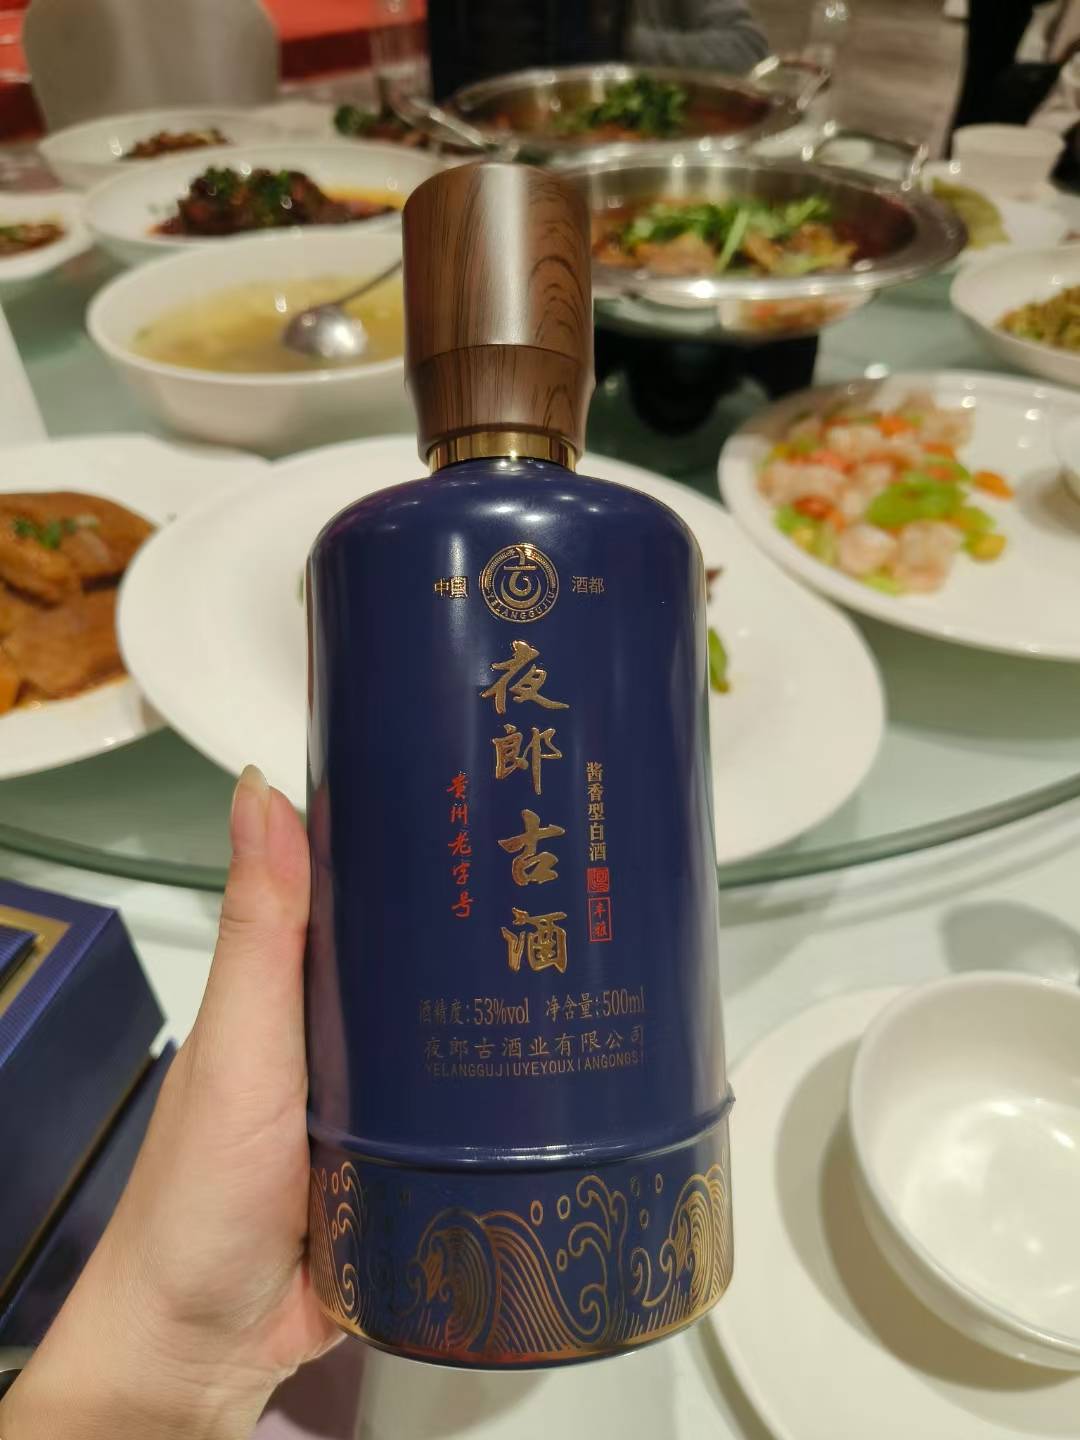 中国 酒都
YELANGGUJIU
夜郎古酒
贵州老字号
酱香型白酒
丰雅
酒精度:53%vol 净含量:500ml
夜郎古酒业有限公司
YELANGGUJIUYEYOUXIANGONGSI